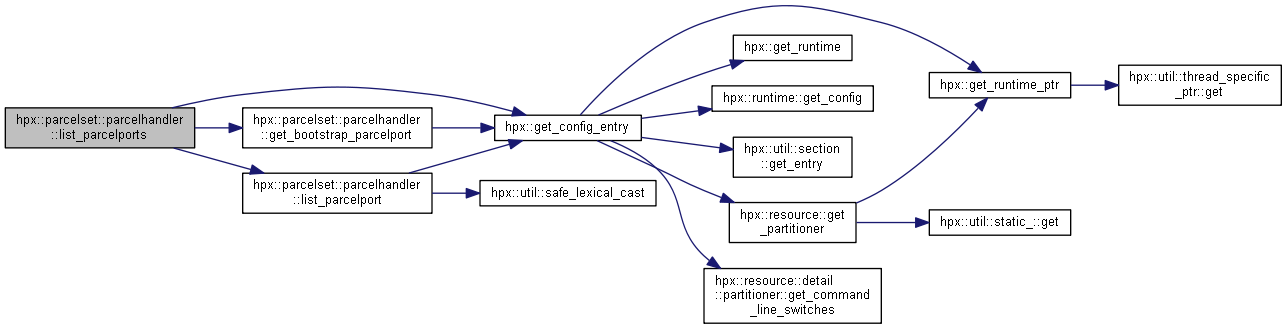 hpx::parcelset::parcelhandler
::list_parcelports
hpx::parcelset::parcelhandler
::get_bootstrap_parcelport
hpx::parcelset::parcelhandler
::list_parcelport
hpx::get_config_entry
hpx::util::safe_lexical_cast
hpx::get_runtime
hpx::runtime::get_config
hpx::util::section
::get_entry
hpx::resource::get
_partitioner
hpx::resource::detail
::partitioner::get_command
_line_switches
hpx::get_runtime_ptr
hpx::util::static_::get
hpx::util::thread_specific
_ptr::get